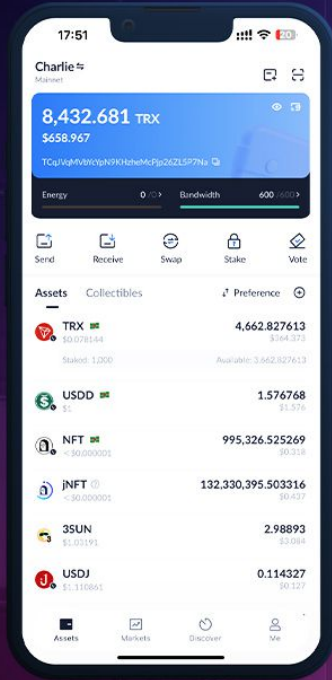 17:51
20
Charlie
Mainnet
8,432.681 TRX
$658.967
TCqJVqMVbYcYpN9KHzheMcPjp26ZL5P7Na
Energy 0 /0 > Bandwidth 600 /600 >
Send Receive Swap Stake Vote
Assets Collectibles Preference
TRX 4,662.827613
$0.078144 $364.373
Staked: 1,000 Available: 3,662.827613
USDD 1.576768
$1 $1.576
NFT 995,326.525269
< $0.000001 $0.318
jNFT 132,330,395.503316
< $0.000001 $0.437
3SUN 2.98893
$1.03191 $3.084
USDJ 0.114327
$1.110861 $0.127
Assets Markets Discover Me